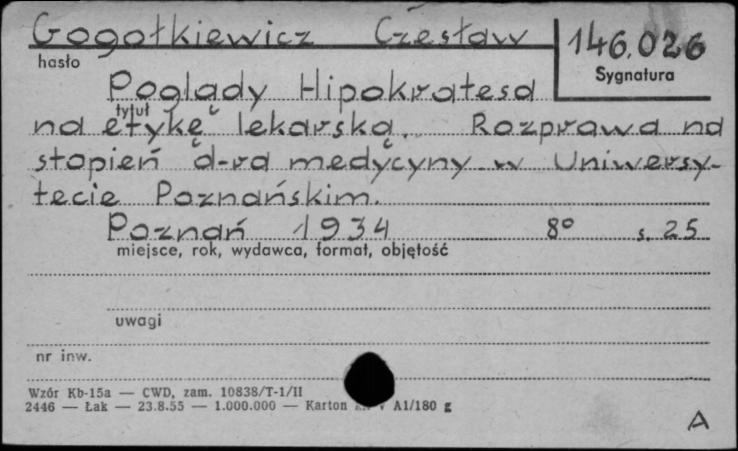 Gogołkiewicz Czesław 146.026
hasło
Sygnatura
Poglądy Hipokratesa
tytuł
na etykę lekarską. Rozprawa na
stopień d-ra medycyny w Uniwersy-
tecie Poznańskim.
Poznań 1934 8° s. 25
miejsce, rok, wydawca, format, objętość
uwagi
nr inw.
Wzór Kb-15a — CWD, zam. 10838/T-1/II
2446 — Łak — 23.8.55 — 1.000.000 — Karton V A1/180 g
A